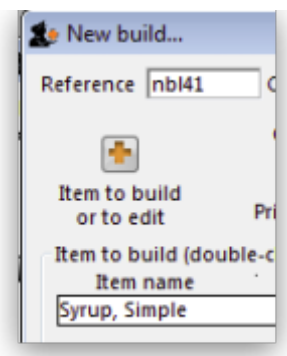 New build...
Reference nbl41
Item to build
or to edit
Item to build (double-c
Item name
Syrup, Simple